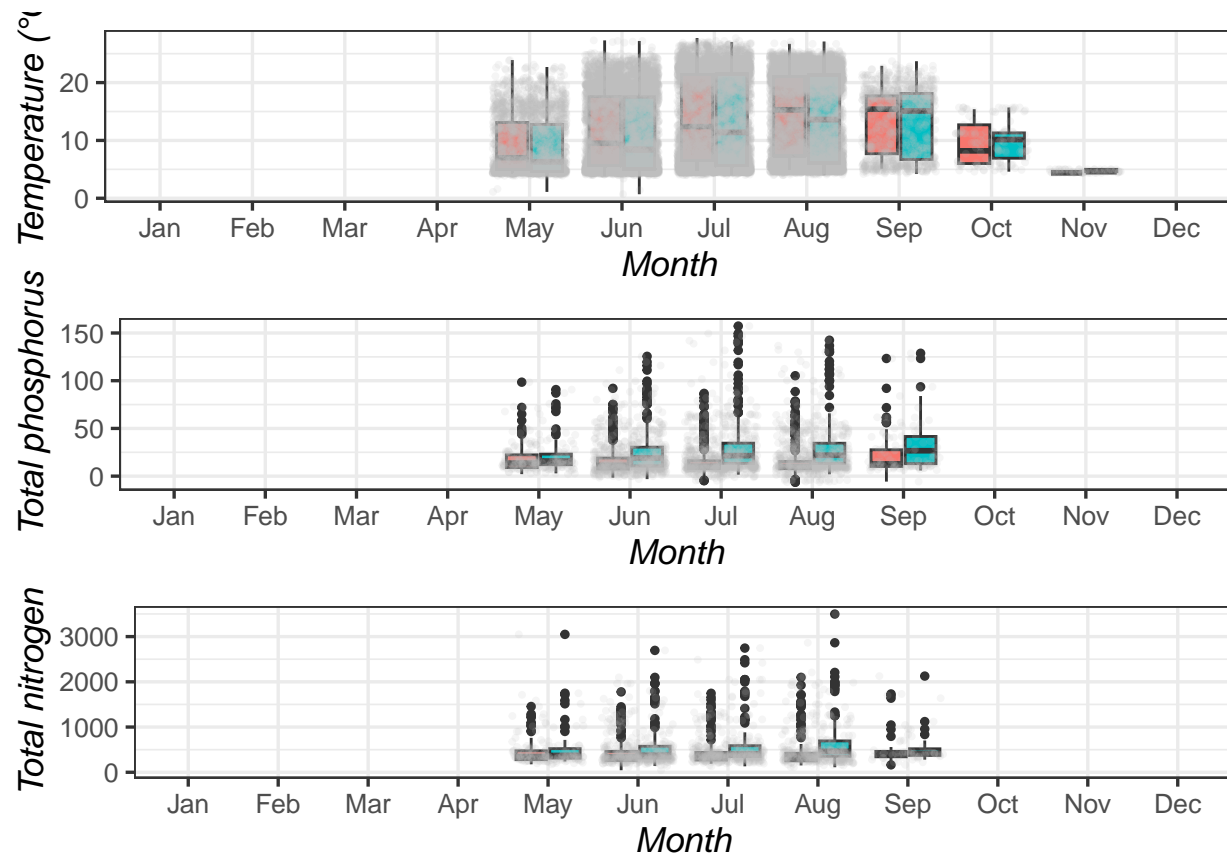 Temperature (°C
20
10
0
Jan Feb Mar Apr May Jun Jul Aug Sep Oct Nov Dec
Month
Total phosphorus
150
100
50
0
Jan Feb Mar Apr May Jun Jul Aug Sep Oct Nov Dec
Month
Total nitrogen
3000
2000
1000
0
Jan Feb Mar Apr May Jun Jul Aug Sep Oct Nov Dec
Month